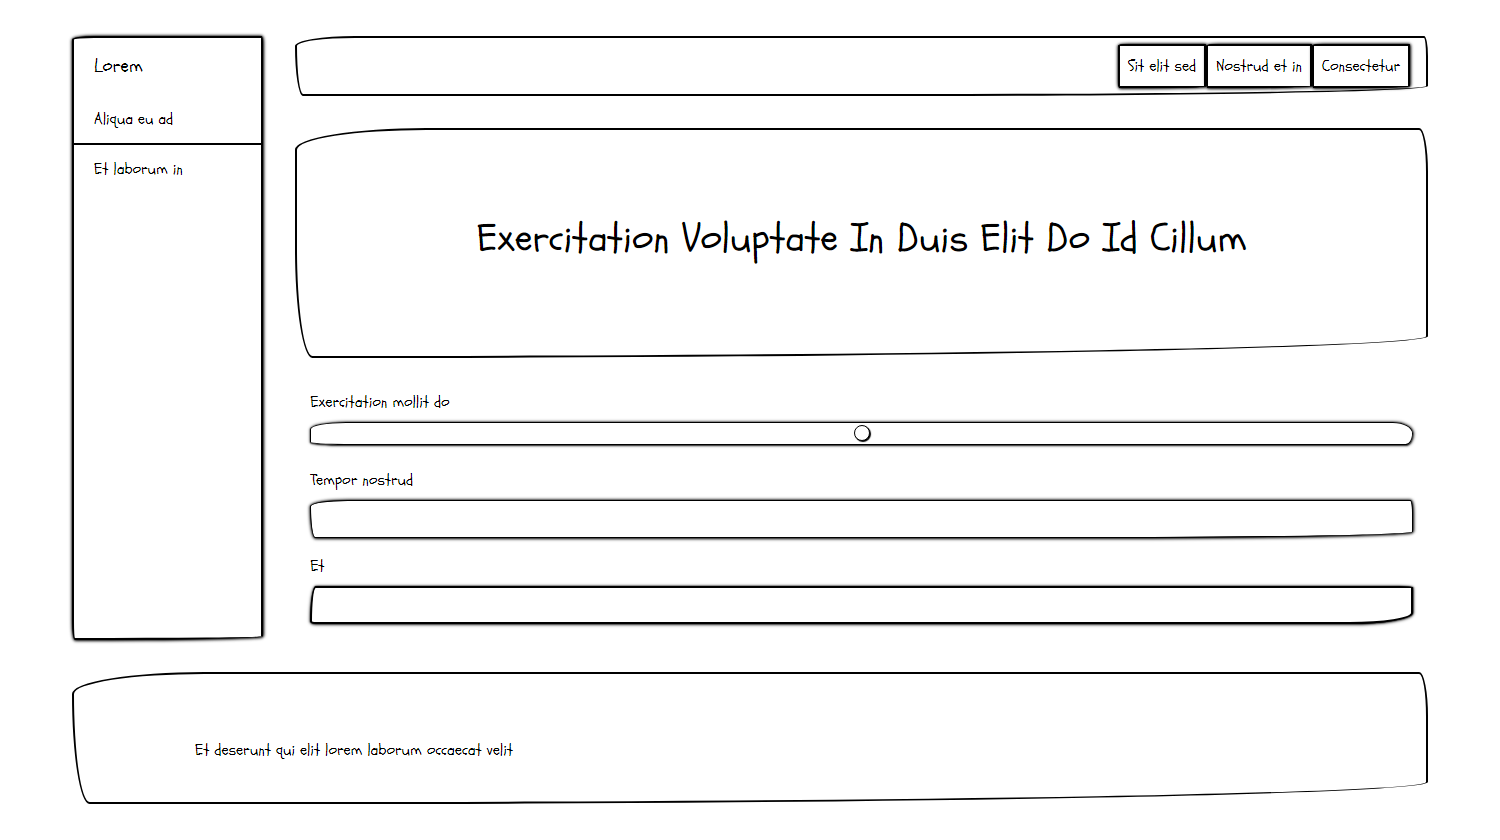 Lorem
Aliqua eu ad
Et laborum in
Sit elit sed
Nostrud et in
Consectetur
Exercitation Voluptate In Duis Elit Do Id Cillum
Exercitation mollit do
Tempor nostrud
Et
Et deserunt qui elit lorem laborum occaecat velit